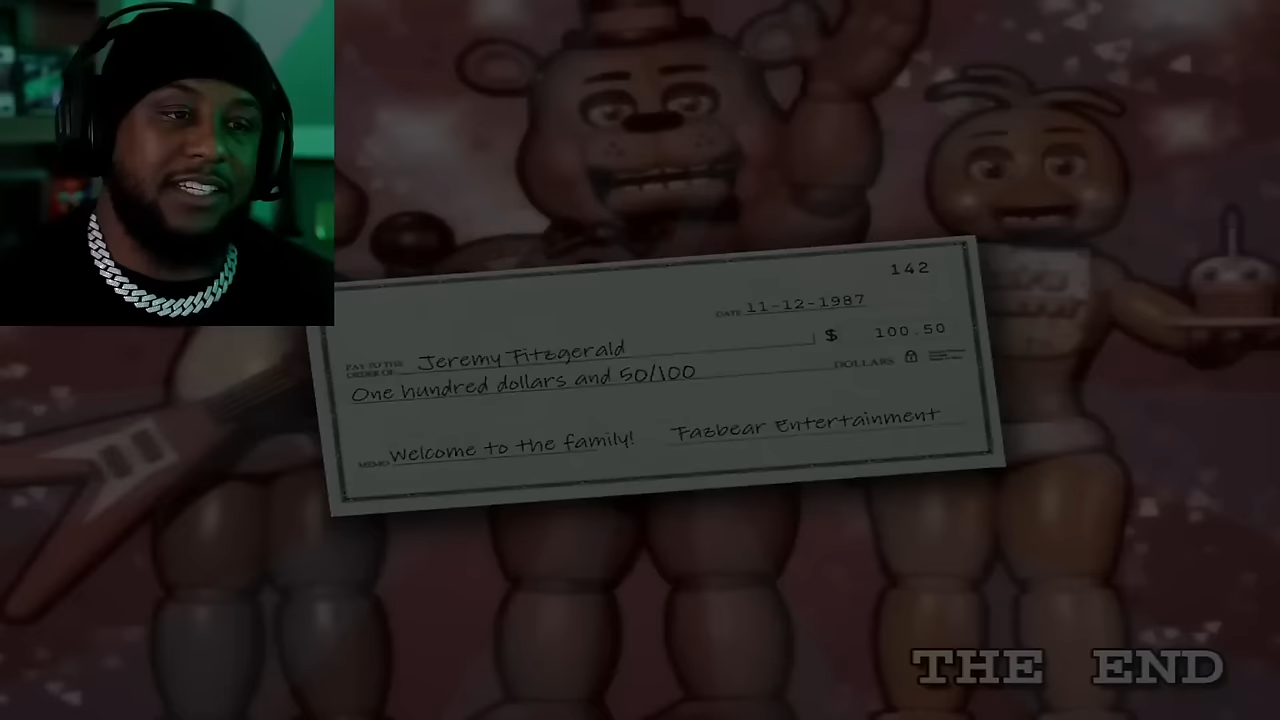 142
DATE 11-12-1987
PAY TO THE
ORDER OF Jeremy Fitzgerald $ 100.50
One hundred dollars and 50/100 DOLLARS
MEMO Welcome to the family! Fazbear Entertainment
THE END